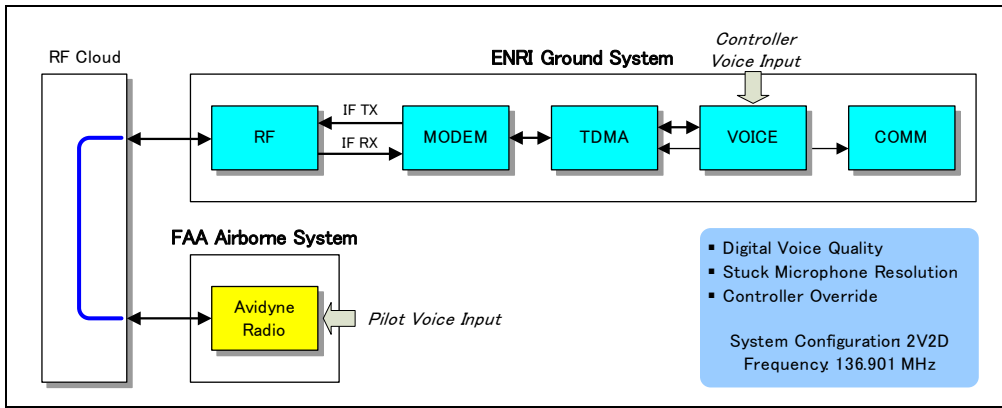 RF Cloud
ENRI Ground System
Controller
Voice Input
RF
IF TX
IF RX
MODEM
TDMA
VOICE
COMM
FAA Airborne System
Avidyne
Radio
Pilot Voice Input
▪ Digital Voice Quality
▪ Stuck Microphone Resolution
▪ Controller Override
System Configuration: 2V2D
Frequency: 136.901 MHz